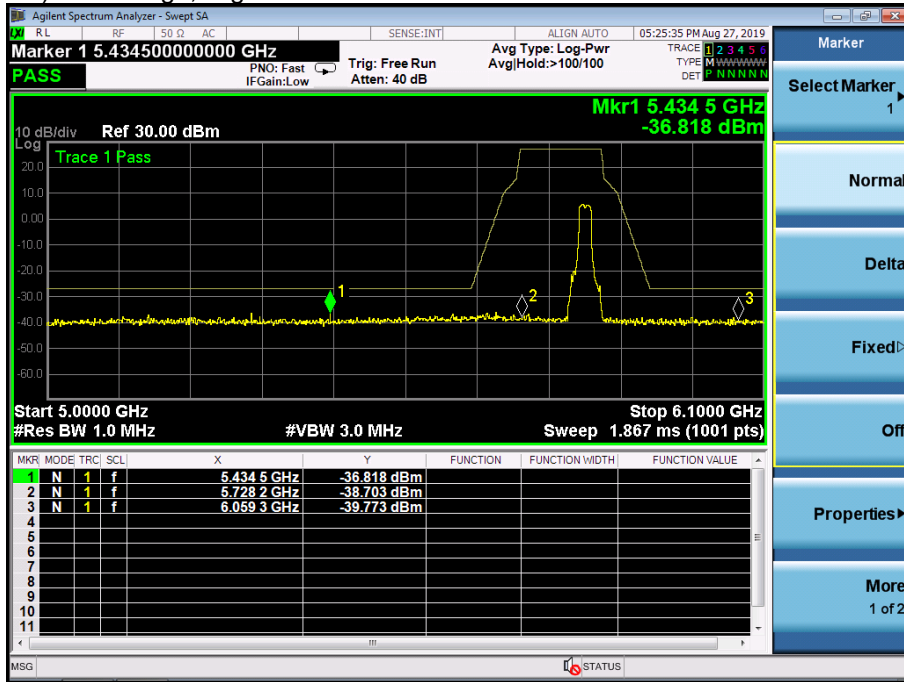 Agilent Spectrum Analyzer - Swept SA
LXI RL RF 50 Ω AC SENSE:INT ALIGN AUTO 05:25:35 PM Aug 27, 2019
Marker 1 5.434500000000 GHz
PASS
PNO: Fast
IFGain:Low
Trig: Free Run
Atten: 40 dB
Avg Type: Log-Pwr
Avg|Hold:>100/100
TRACE 1 2 3 4 5 6
TYPE M WWWWW
DET P N N N N N
Mkr1 5.434 5 GHz
-36.818 dBm
10 dB/div Ref 30.00 dBm
Log
Trace 1 Pass
20.0
10.0
0.00
-10.0
-20.0
-30.0
-40.0
-50.0
-60.0
1
2
3
Start 5.0000 GHz Stop 6.1000 GHz
#Res BW 1.0 MHz #VBW 3.0 MHz Sweep 1.867 ms (1001 pts)
MKR MODE TRC SCL X Y FUNCTION FUNCTION WIDTH FUNCTION VALUE
1 N 1 f 5.434 5 GHz -36.818 dBm
2 N 1 f 5.728 2 GHz -38.703 dBm
3 N 1 f 6.059 3 GHz -39.773 dBm
4
5
6
7
8
9
10
11
MSG STATUS
Marker
Select Marker
1
Normal
Delta
Fixed
Off
Properties
More
1 of 2